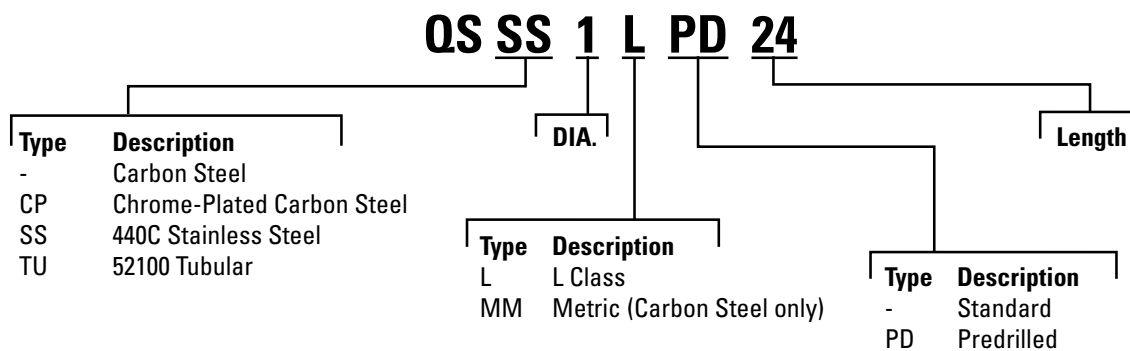 QS SS 1 L PD 24
Type Description
- Carbon Steel
CP Chrome-Plated Carbon Steel
SS 440C Stainless Steel
TU 52100 Tubular
DIA.
Type Description
L L Class
MM Metric (Carbon Steel only)
Type Description
- Standard
PD Predrilled
Length